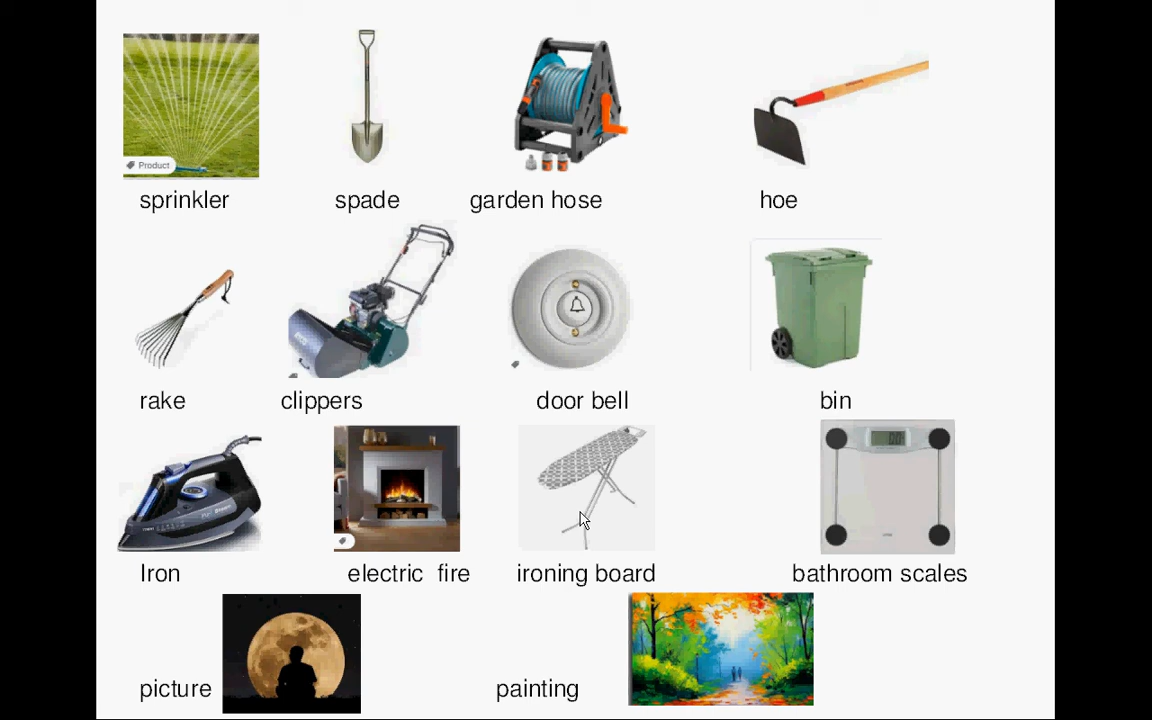 Product
sprinkler spade garden hose hoe
rake clippers door bell bin
Iron electric fire ironing board bathroom scales
picture painting